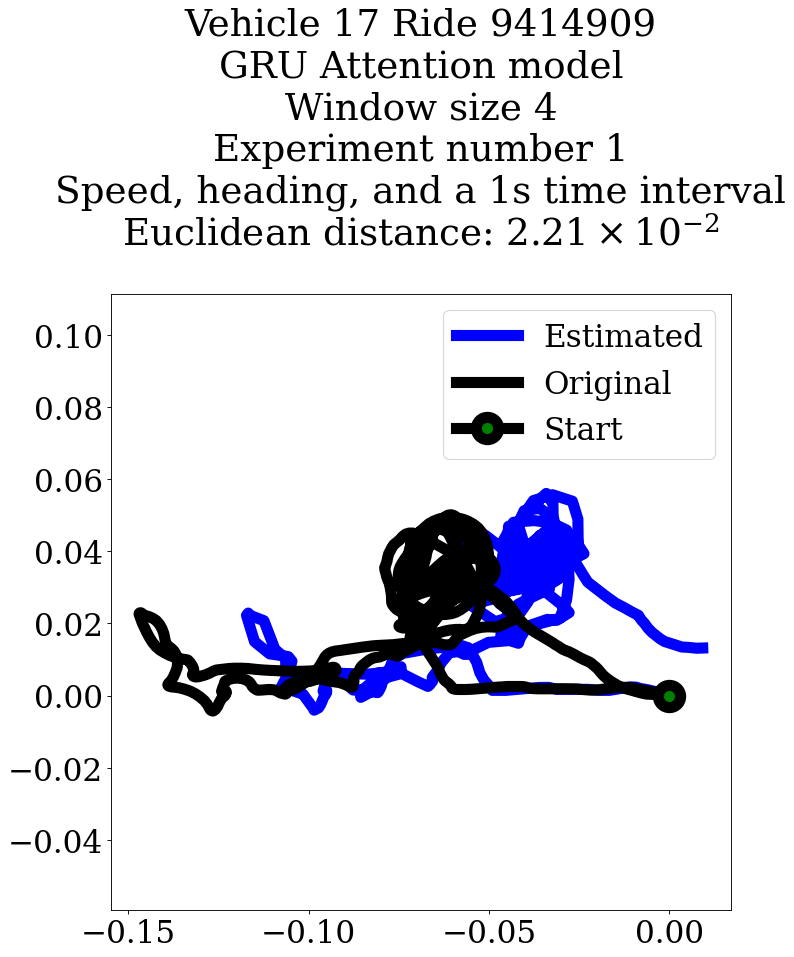 Vehicle 17 Ride 9414909
GRU Attention model
Window size 4
Experiment number 1
Speed, heading, and a 1s time interval
Euclidean distance: 2.21 × 10⁻²
Estimated
Original
Start
0.10
0.08
0.06
0.04
0.02
0.00
−0.02
−0.04
−0.15 −0.10 −0.05 0.00